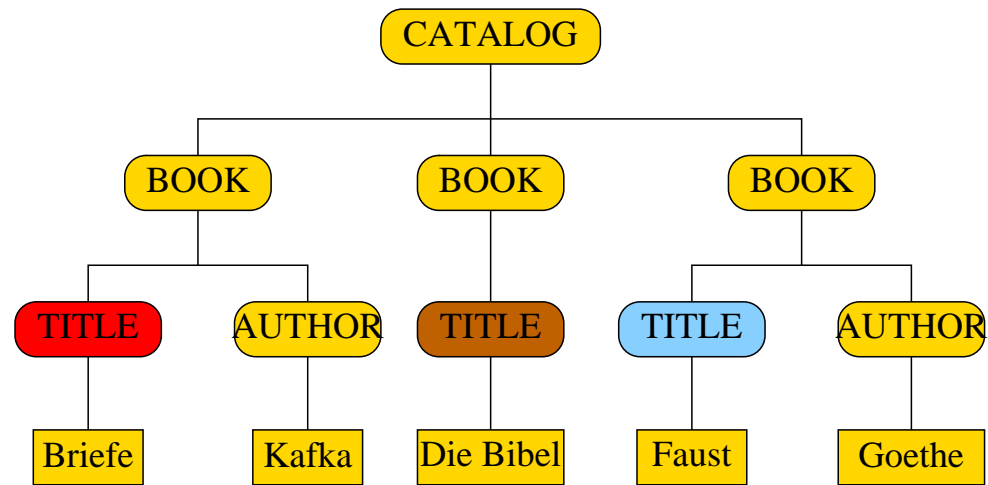 CATALOG
BOOK BOOK BOOK
TITLE AUTHOR TITLE TITLE AUTHOR
Briefe Kafka Die Bibel Faust Goethe